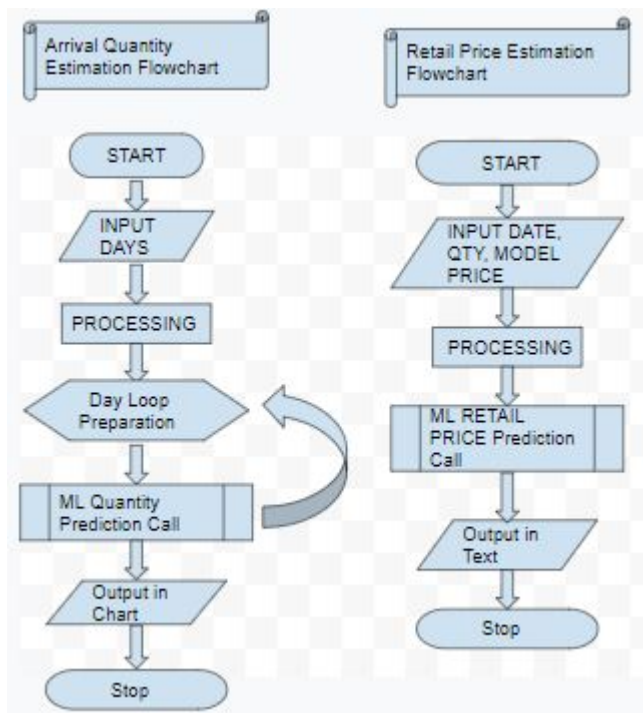 Arrival Quantity
Estimation Flowchart
START
INPUT
DAYS
PROCESSING
Day Loop
Preparation
ML Quantity
Prediction Call
Output in
Chart
Stop
Retail Price Estimation
Flowchart
START
INPUT DATE,
QTY, MODEL
PRICE
PROCESSING
ML RETAIL
PRICE Prediction
Call
Output in
Text
Stop